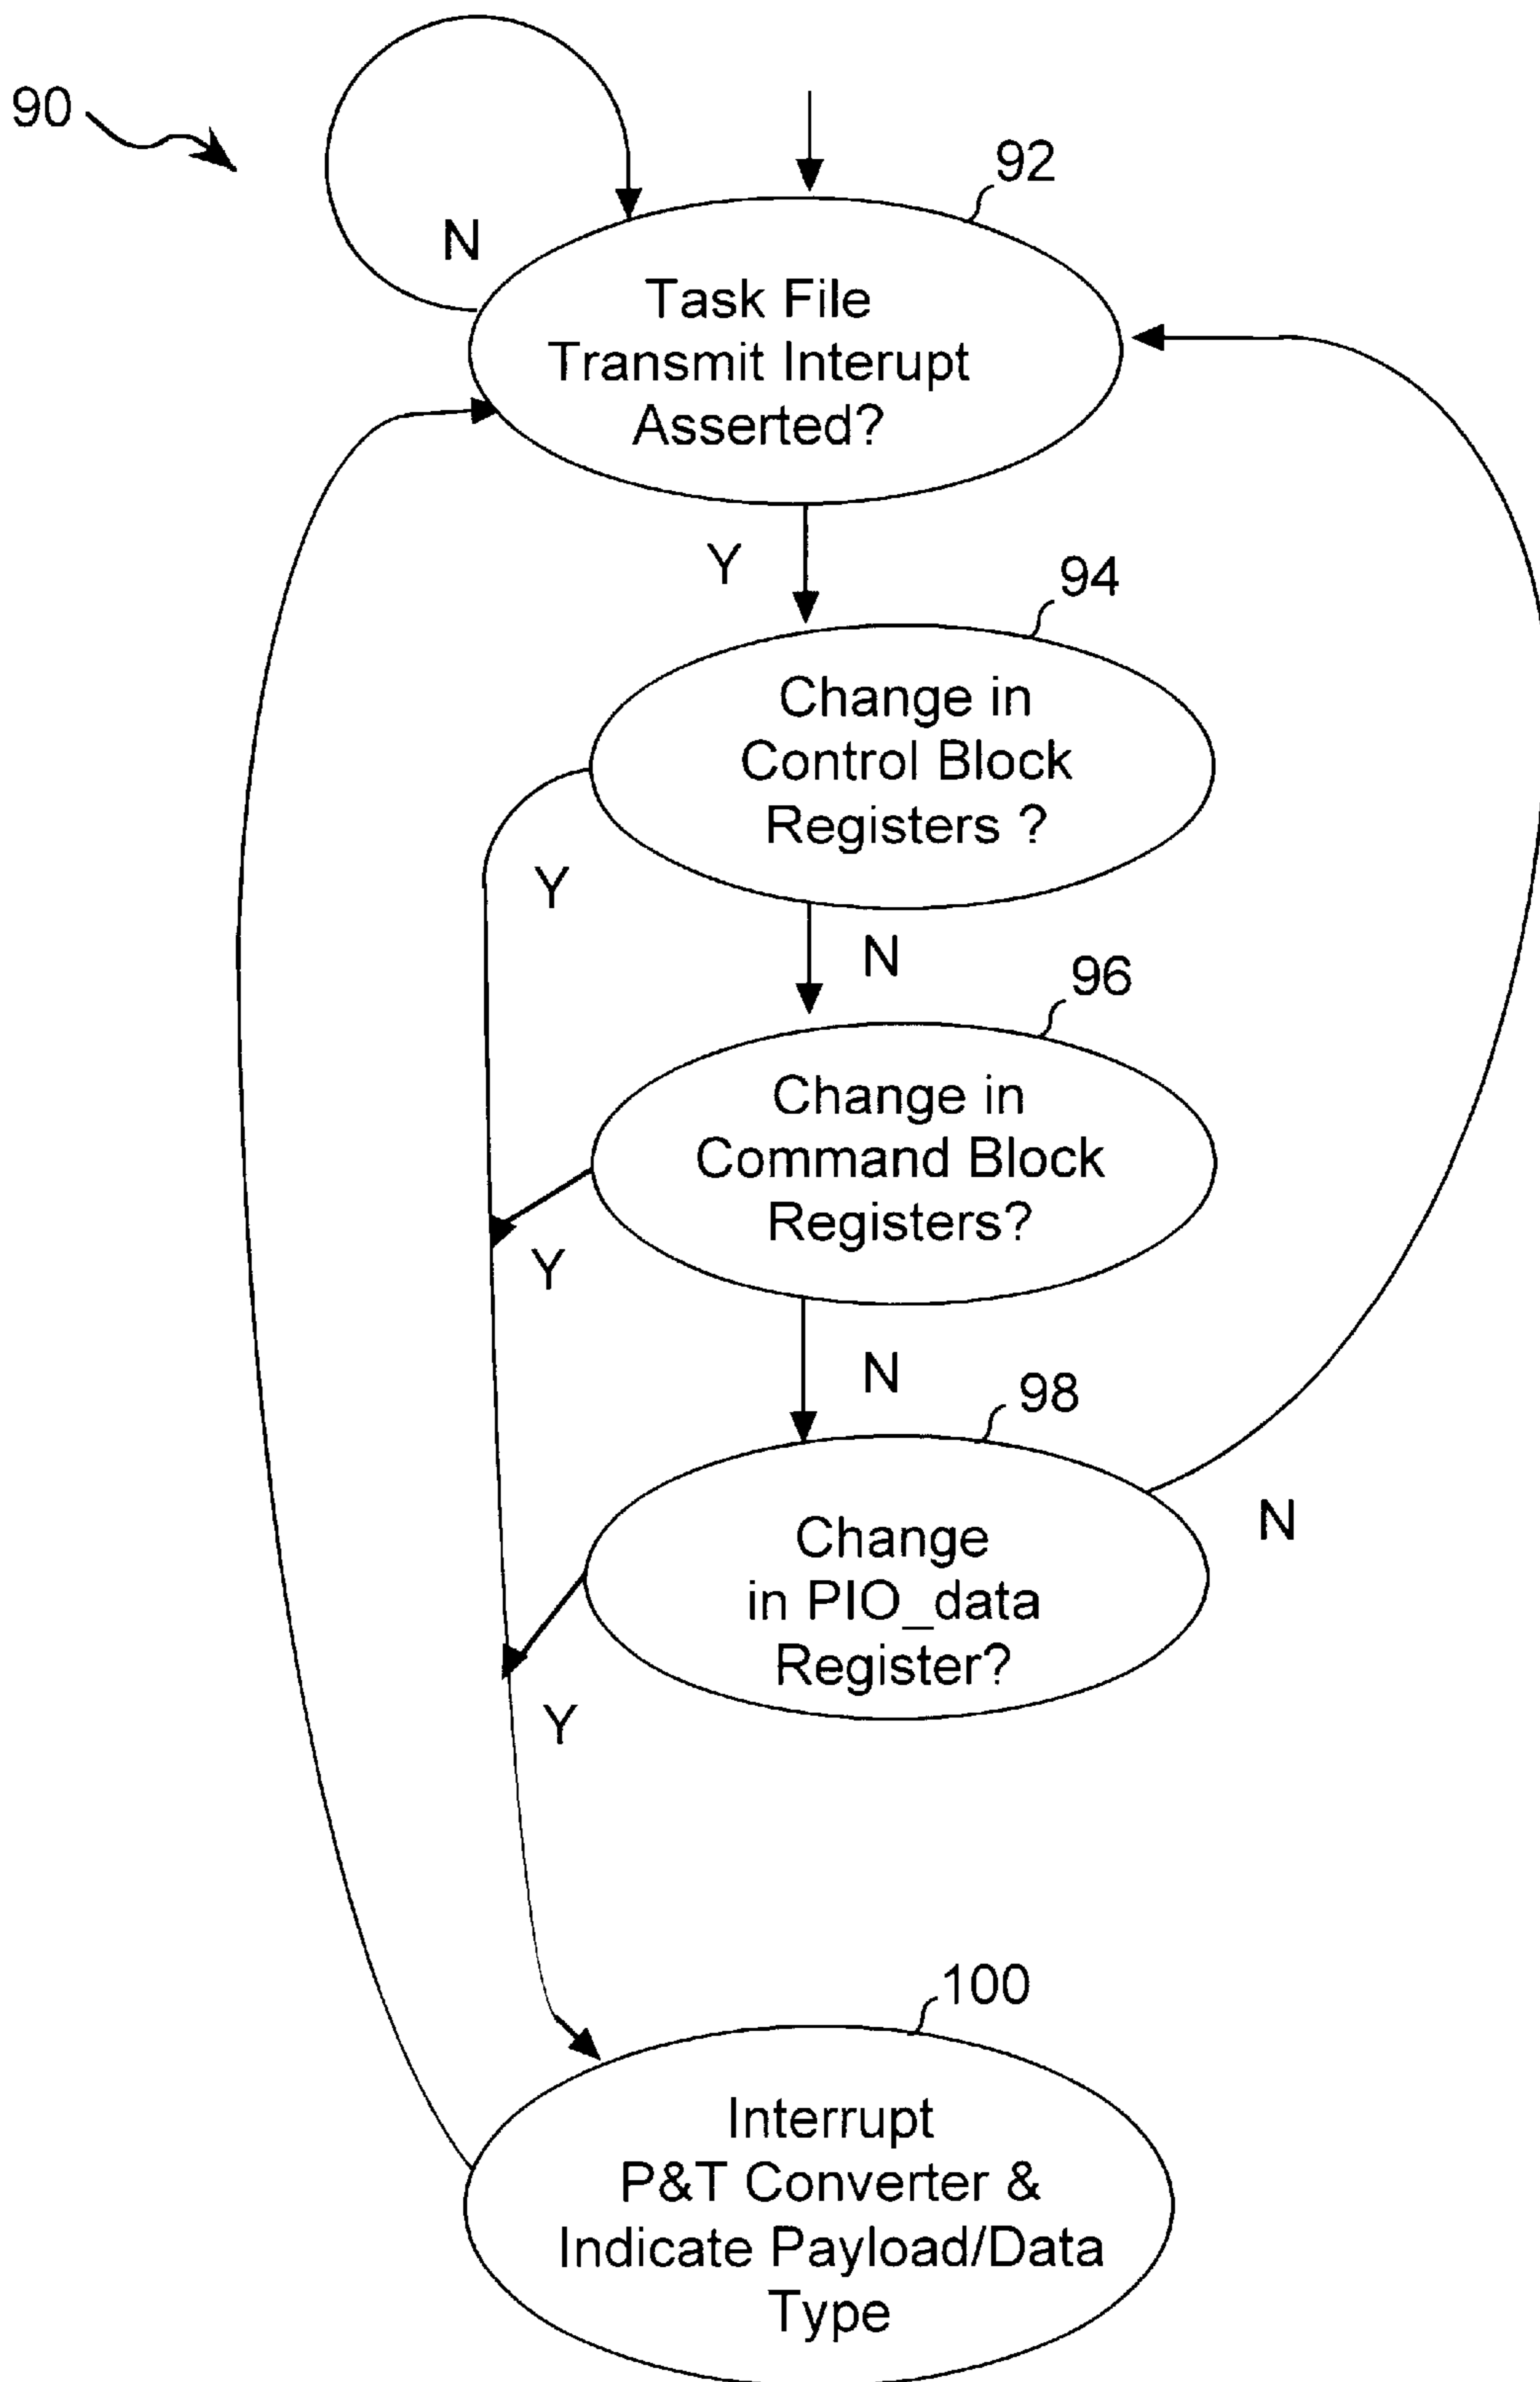 90
92
N
Task File
Transmit Interupt
Asserted?
Y
94
Change in
Control Block
Registers ?
Y
N
96
Change in
Command Block
Registers?
Y
N
98
Change
in PIO_data
Register?
N
Y
100
Interrupt
P&T Converter &
Indicate Payload/Data
Type